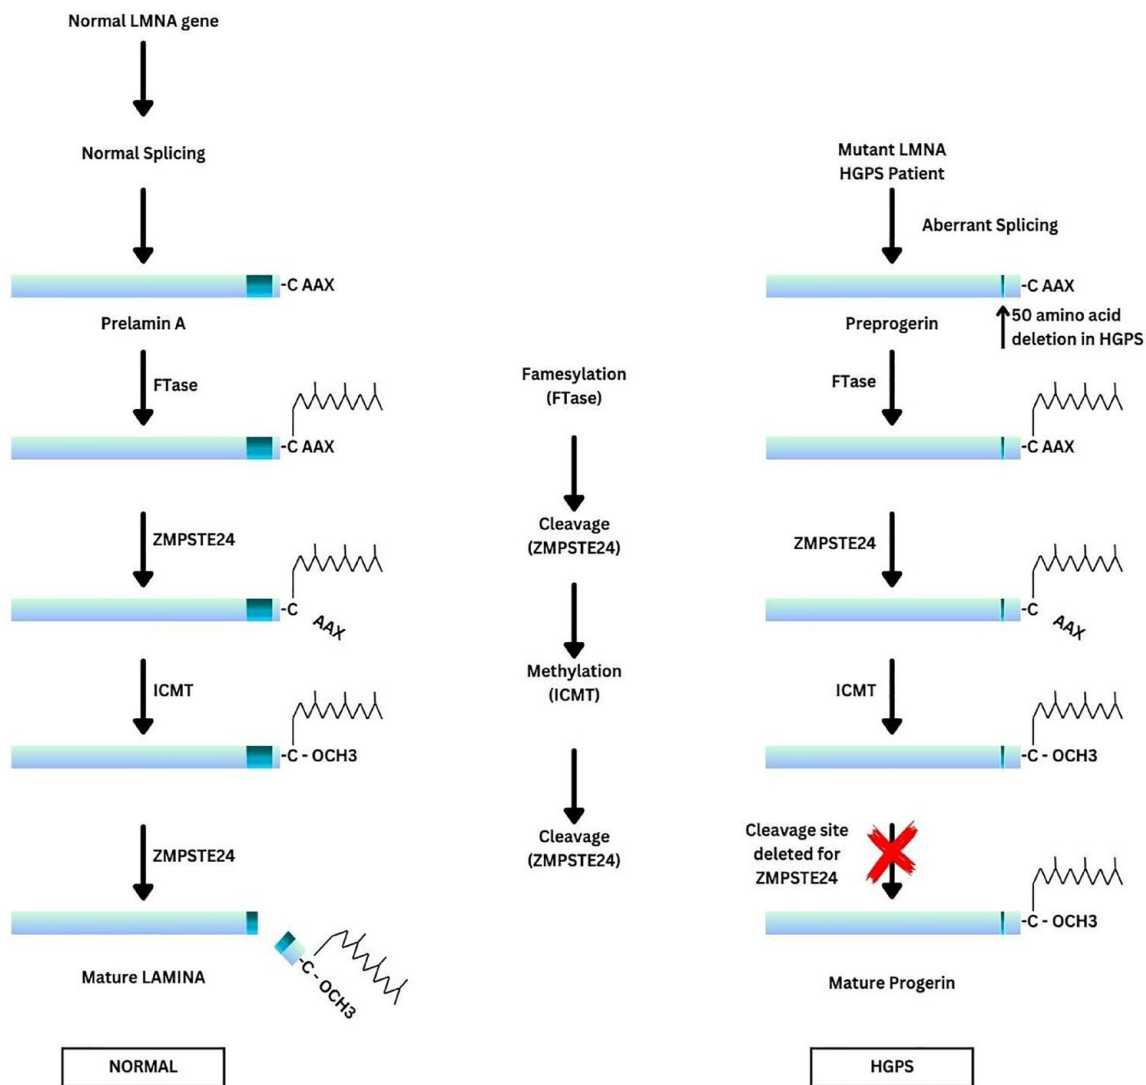 Normal LMNA gene
Normal Splicing
-C AAX
Prelamin A
FTase
-C AAX
ZMPSTE24
-C
AAX
ICMT
-C - OCH3
ZMPSTE24
-C - OCH3
Mature LAMINA
NORMAL
Famesylation
(FTase)
Cleavage
(ZMPSTE24)
Methylation
(ICMT)
Cleavage
(ZMPSTE24)
Mutant LMNA
HGPS Patient
Aberrant Splicing
-C AAX
Preprogerin
50 amino acid
deletion in HGPS
FTase
-C AAX
ZMPSTE24
-C
AAX
ICMT
-C - OCH3
Cleavage site
deleted for
ZMPSTE24
-C - OCH3
Mature Progerin
HGPS